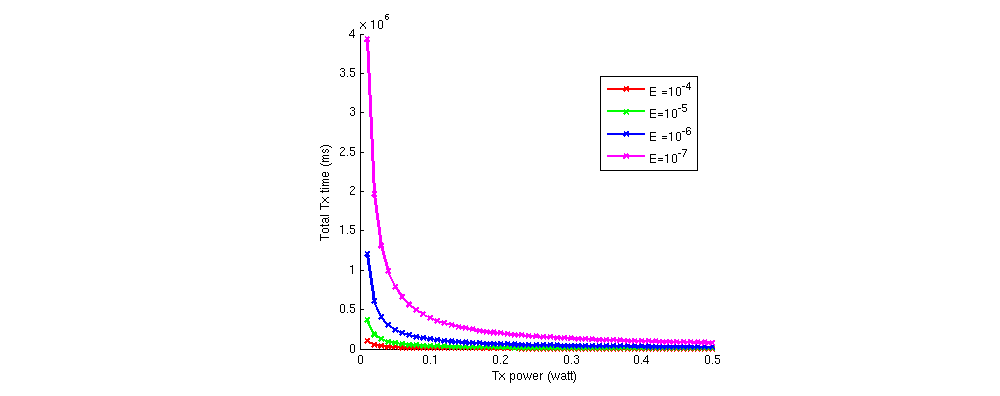 × 10^6
4
3.5
3
2.5
2
1.5
1
0.5
0
Total Tx time (ms)
E =10^-4
E=10^-5
E =10^-6
E=10^-7
0 0.1 0.2 0.3 0.4 0.5
Tx power (watt)